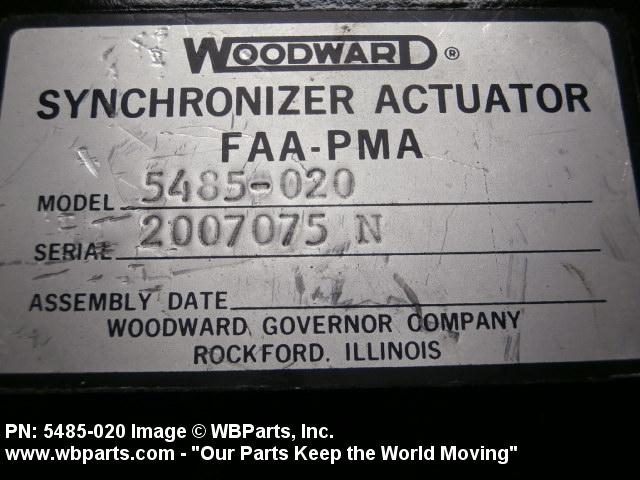 WOODWARD®
SYNCHRONIZER ACTUATOR
FAA-PMA
MODEL 5485-020
SERIAL 2007075 N
ASSEMBLY DATE
WOODWARD GOVERNOR COMPANY
ROCKFORD. ILLINOIS
PN: 5485-020 Image © WBParts, Inc.
www.wbparts.com - "Our Parts Keep the World Moving"